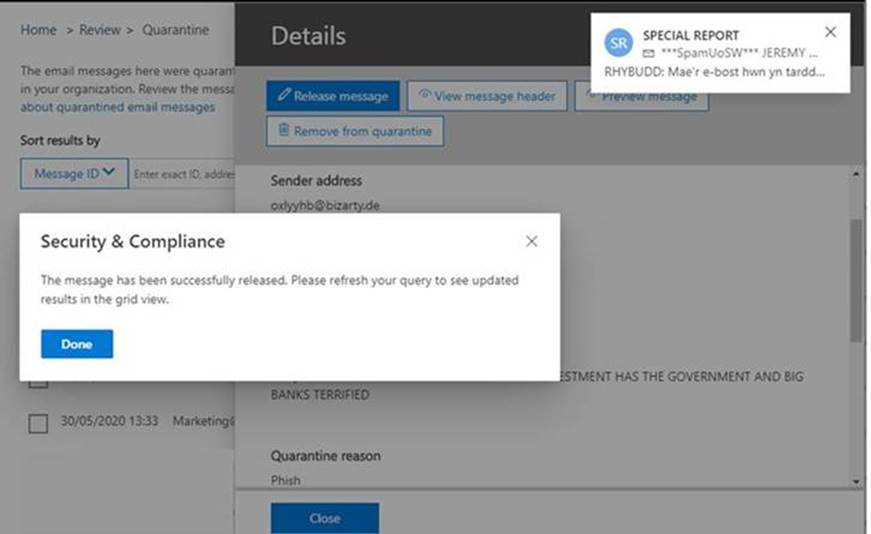 Home > Review > Quarantine
The email messages here were quaran
in your organization. Review the messa
about quarantined email messages
Sort results by
Message ID
Enter exact ID, addres
30/05/2020 13:33 Marketing
Details
Release message
View message header
Preview message
Remove from quarantine
Sender address
oxlyyhb@bizarty.de
ESTMENT HAS THE GOVERNMENT AND BIG
BANKS TERRIFIED
Quarantine reason
Phish
Close
SR
SPECIAL REPORT
***SpamUoSW*** JEREMY ...
RHYBUDD: Mae'r e-bost hwn yn tardd...
Security & Compliance
The message has been successfully released. Please refresh your query to see updated
results in the grid view.
Done